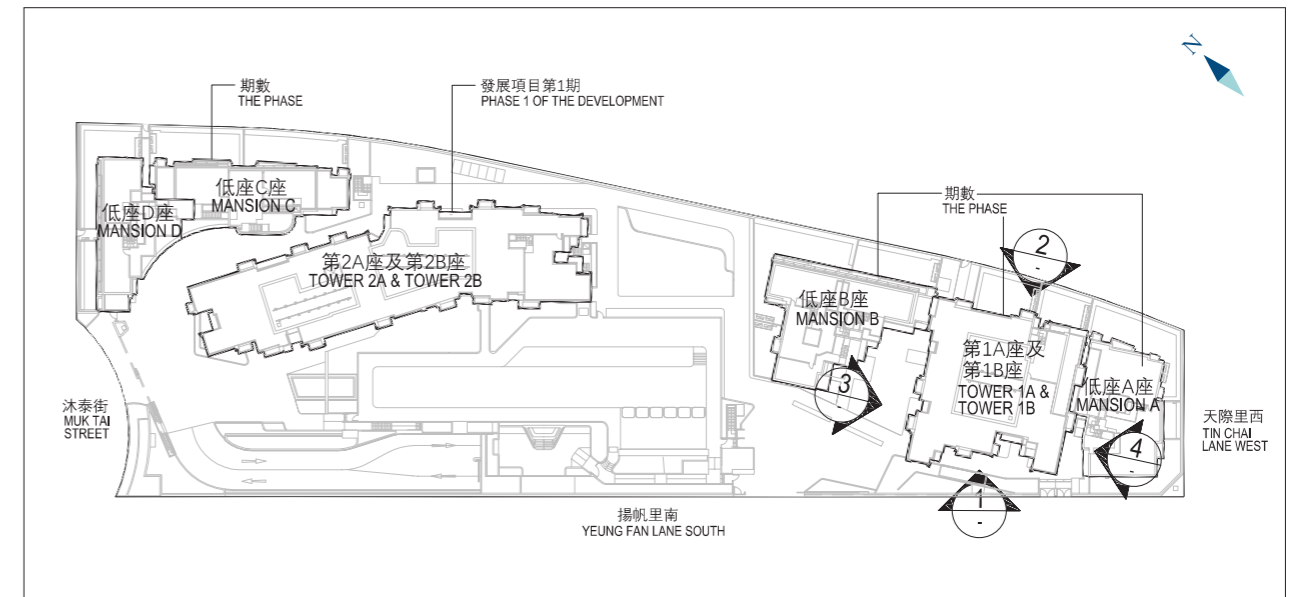 N
期數
THE PHASE
發展項目第1期
PHASE 1 OF THE DEVELOPMENT
低座C座
MANSION C
低座D座
MANSION D
第2A座及第2B座
TOWER 2A & TOWER 2B
期數
THE PHASE
2
-
低座B座
MANSION B
第1A座及
第1B座
TOWER 1A &
TOWER 1B
低座A座
MANSION A
3
-
4
-
1
-
沐泰街
MUK TAI
STREET
天際里西
TIN CHAI
LANE WEST
揚帆里南
YEUNG FAN LANE SOUTH